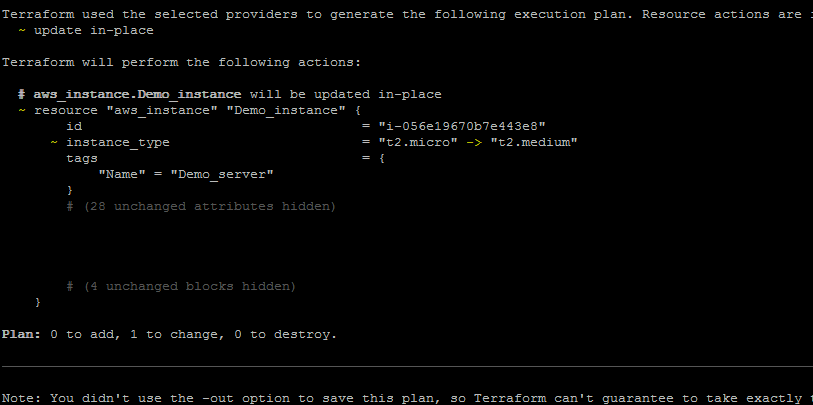 Terraform used the selected providers to generate the following execution plan. Resource actions are
~ update in-place
Terraform will perform the following actions:
# aws_instance.Demo_instance will be updated in-place
~ resource "aws_instance" "Demo_instance" {
id = "i-056e19670b7e443e8"
~ instance_type = "t2.micro" -> "t2.medium"
tags = {
"Name" = "Demo_server"
}
# (28 unchanged attributes hidden)
# (4 unchanged blocks hidden)
}
Plan: 0 to add, 1 to change, 0 to destroy.
Note: You didn't use the -out option to save this plan, so Terraform can't guarantee to take exactly